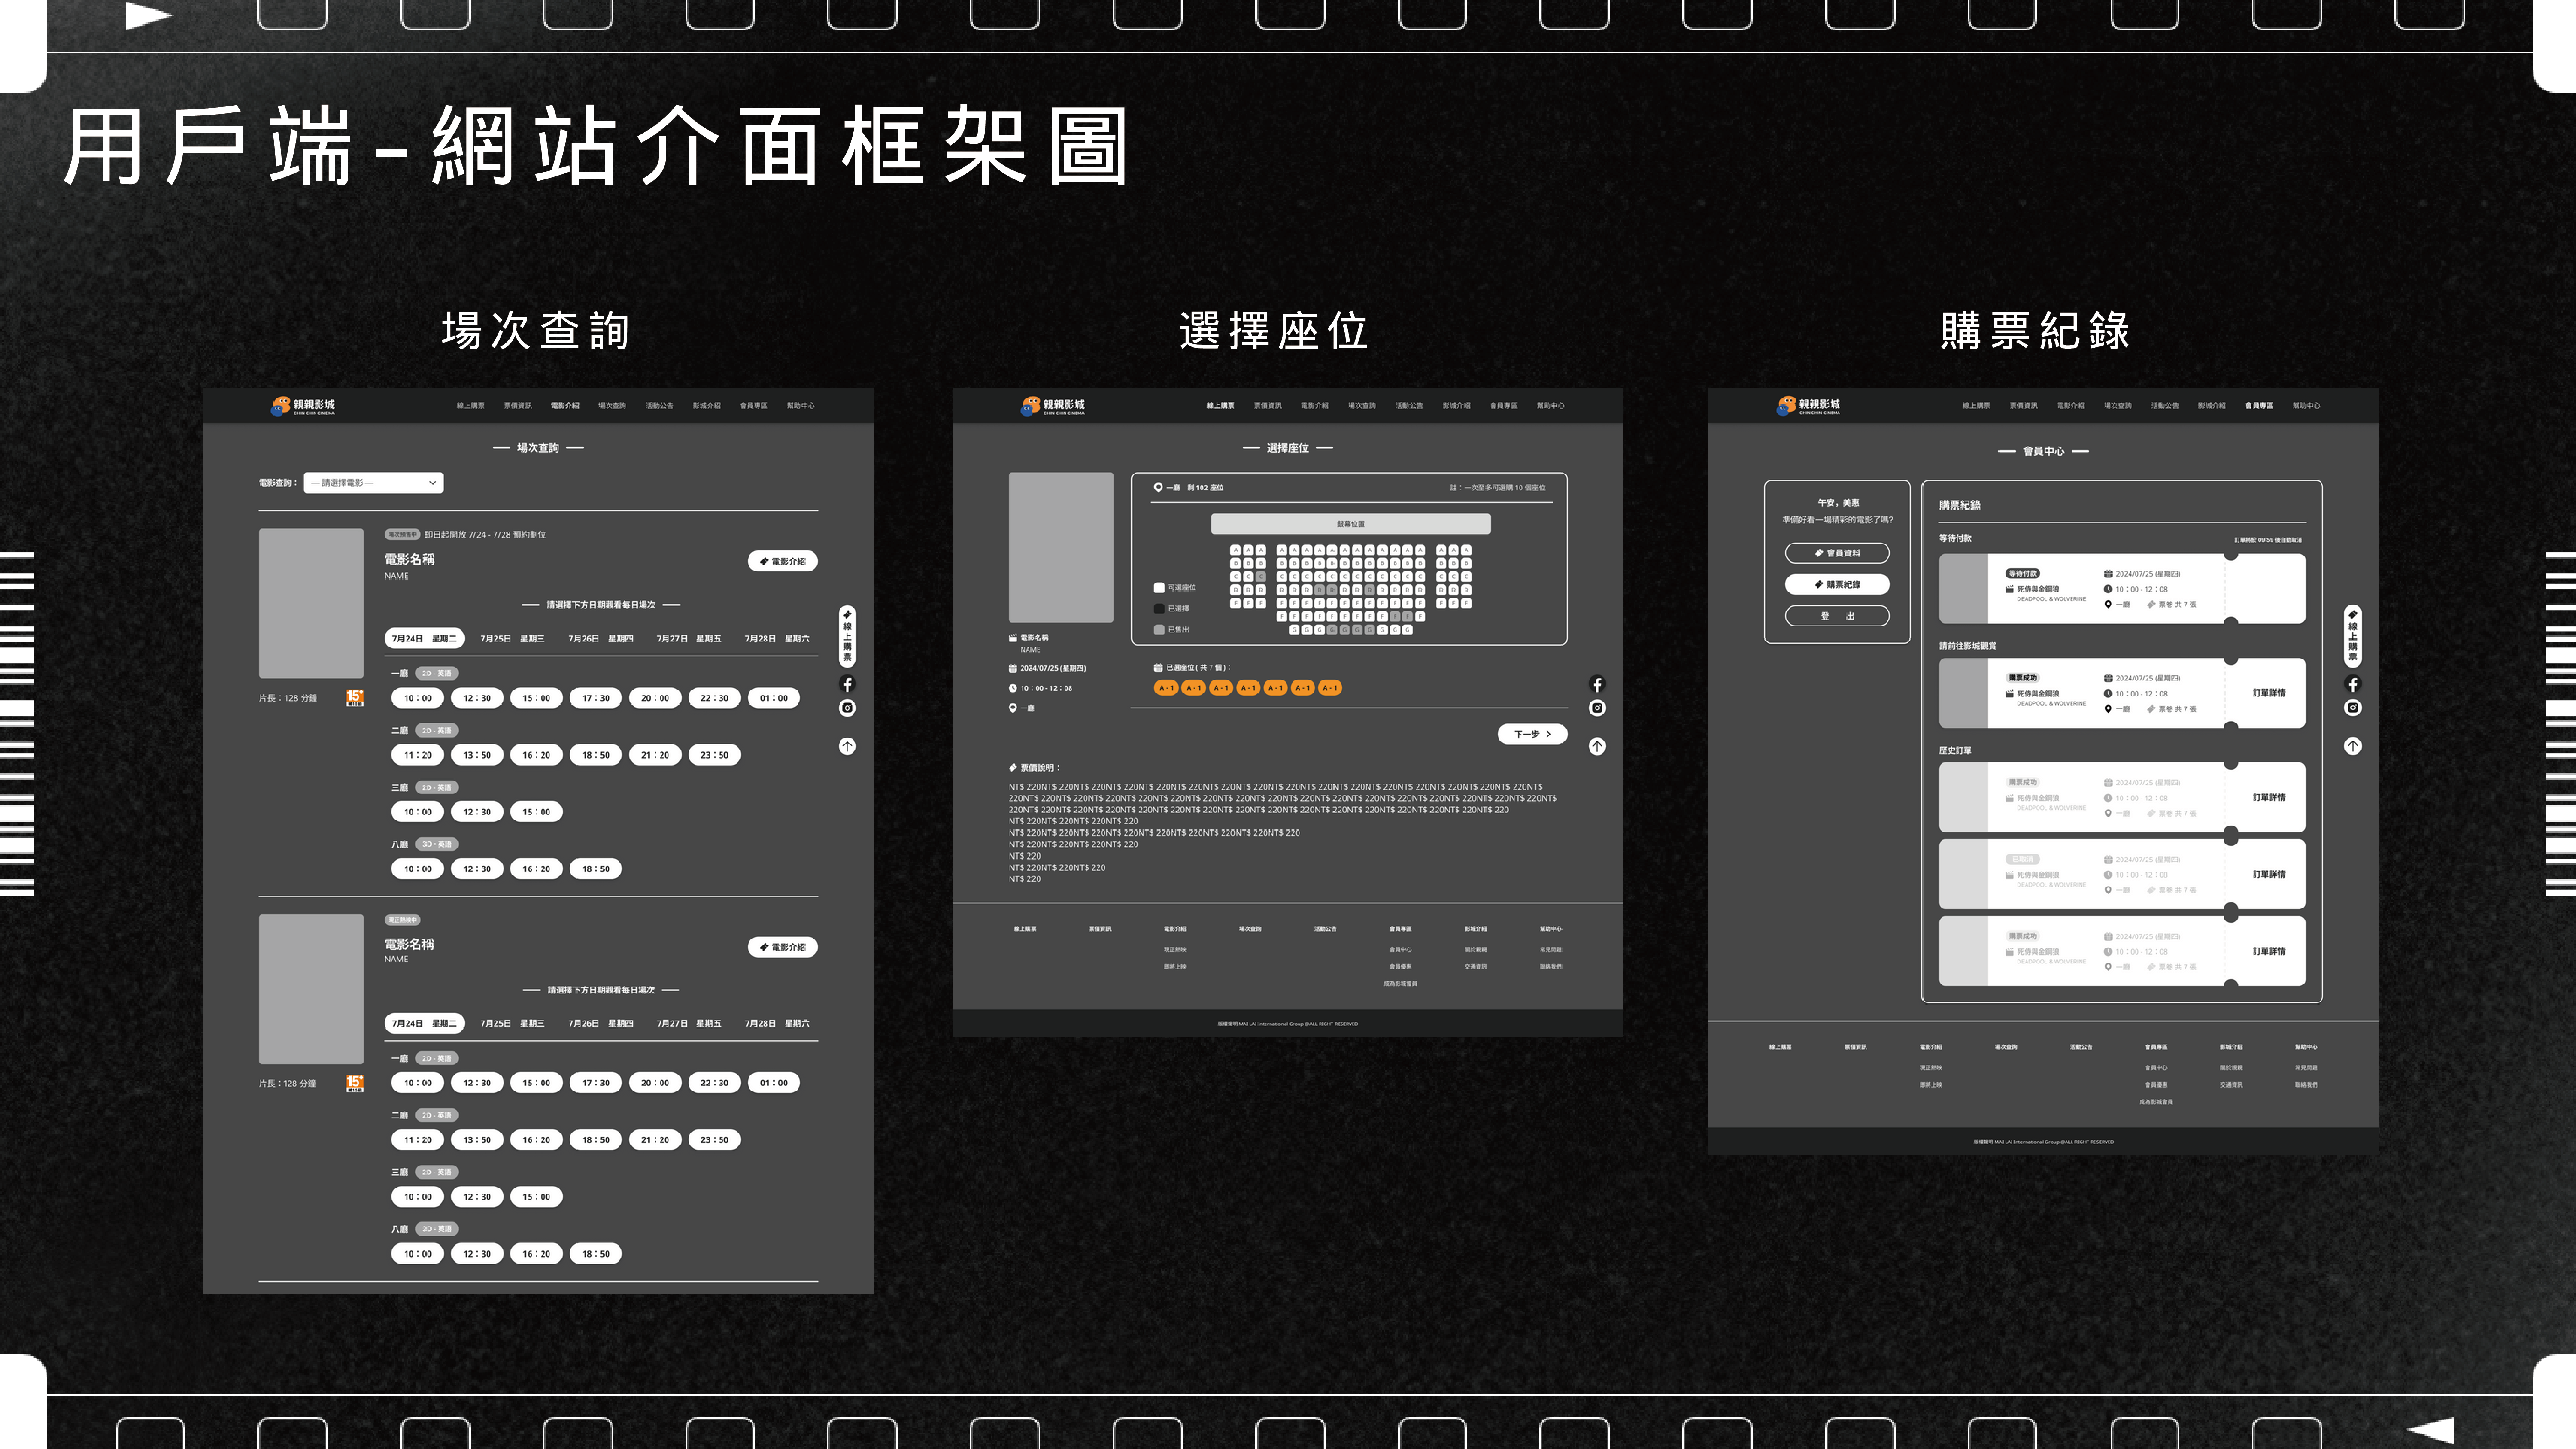 用戶端-網站介面框架圖
場次查詢
親親影城
CHIN CHIN CINEMA
線上購票 票價資訊 電影介紹 場次查詢 活動公告 影城介紹 會員專區 幫助中心
場次查詢
電影查詢： — 請選擇電影 —
場次預售中 即日起開放 7/24 - 7/28 預約劃位
電影名稱
NAME
電影介紹
請選擇下方日期觀看每日場次
7月24日 星期二 7月25日 星期三 7月26日 星期四 7月27日 星期五 7月28日 星期六
片長：128 分鐘
15+
一廳 2D - 英語
10：00 12：30 15：00 17：30 20：00 22：30 01：00
二廳 2D - 英語
11：20 13：50 16：20 18：50 21：20 23：50
三廳 2D - 英語
10：00 12：30 15：00
八廳 3D - 英語
10：00 12：30 16：20 18：50
現正熱映中
電影名稱
NAME
電影介紹
請選擇下方日期觀看每日場次
7月24日 星期二 7月25日 星期三 7月26日 星期四 7月27日 星期五 7月28日 星期六
片長：128 分鐘
15+
一廳 2D - 英語
10：00 12：30 15：00 17：30 20：00 22：30 01：00
二廳 2D - 英語
11：20 13：50 16：20 18：50 21：20 23：50
三廳 2D - 英語
10：00 12：30 15：00
八廳 3D - 英語
10：00 12：30 16：20 18：50
線上購票
選擇座位
親親影城
CHIN CHIN CINEMA
線上購票 票價資訊 電影介紹 場次查詢 活動公告 影城介紹 會員專區 幫助中心
選擇座位
一廳 剩 102 座位 註：一次至多可選購 10 個座位
銀幕位置
A A A A A A A A A A A A A A A A A A
B B B B B B B B B B B B B B B B B B
C C C C C C C C C C C C C C C C C C
D D D D D D D D D D D D D D D D D D
E E E E E E E E E E E E E E E E E E
F F F F F F F F F F F F
G G G G G G G G G G
可選座位
已選擇
已售出
電影名稱
NAME
2024/07/25 (星期四)
10：00 - 12：08
一廳
已選座位 ( 共 7 個 )：
A - 1 A - 1 A - 1 A - 1 A - 1 A - 1 A - 1
下一步
票價說明：
NT$ 220NT$ 220NT$ 220NT$ 220NT$ 220NT$ 220NT$ 220NT$ 220NT$ 220NT$ 220NT$ 220NT$ 220NT$ 220NT$ 220NT$ 220NT$ 220NT$
220NT$ 220NT$ 220NT$ 220NT$ 220NT$ 220NT$ 220NT$ 220NT$ 220NT$ 220NT$ 220NT$ 220NT$ 220NT$ 220NT$ 220NT$ 220NT$ 220NT$
220NT$ 220NT$ 220NT$ 220NT$ 220NT$ 220NT$ 220NT$ 220NT$ 220NT$ 220NT$ 220NT$ 220NT$ 220NT$ 220NT$ 220NT$ 220
NT$ 220NT$ 220NT$ 220NT$ 220
NT$ 220NT$ 220NT$ 220NT$ 220NT$ 220NT$ 220NT$ 220NT$ 220NT$ 220
NT$ 220NT$ 220NT$ 220NT$ 220
NT$ 220
NT$ 220NT$ 220NT$ 220
NT$ 220
線上購票 票價資訊 電影介紹 場次查詢 活動公告 會員專區 影城介紹 幫助中心
現正熱映 會員中心 關於親親 常見問題
即將上映 會員優惠 交通資訊 聯絡我們
成為影城會員
版權聲明 MAI LAI International Group @ALL RIGHT RESERVED
購票紀錄
親親影城
CHIN CHIN CINEMA
線上購票 票價資訊 電影介紹 場次查詢 活動公告 影城介紹 會員專區 幫助中心
會員中心
午安，美惠
準備好看一場精彩的電影了嗎?
會員資料
購票紀錄
登 出
購票紀錄
等待付款 訂單將於 09:59 後自動取消
等待付款 2024/07/25 (星期四)
死侍與金鋼狼 10：00 - 12：08
DEADPOOL & WOLVERINE
一廳 票卷 共 7 張
請前往影城觀賞
購票成功 2024/07/25 (星期四)
死侍與金鋼狼 10：00 - 12：08
DEADPOOL & WOLVERINE
一廳 票卷 共 7 張
訂單詳情
歷史訂單
購票成功 2024/07/25 (星期四)
死侍與金鋼狼 10：00 - 12：08
DEADPOOL & WOLVERINE
一廳 票卷 共 7 張
訂單詳情
已取消 2024/07/25 (星期四)
死侍與金鋼狼 10：00 - 12：08
DEADPOOL & WOLVERINE
一廳 票卷 共 7 張
訂單詳情
購票成功 2024/07/25 (星期四)
死侍與金鋼狼 10：00 - 12：08
DEADPOOL & WOLVERINE
一廳 票卷 共 7 張
訂單詳情
線上購票
線上購票 票價資訊 電影介紹 場次查詢 活動公告 會員專區 影城介紹 幫助中心
現正熱映 會員中心 關於親親 常見問題
即將上映 會員優惠 交通資訊 聯絡我們
成為影城會員
版權聲明 MAI LAI International Group @ALL RIGHT RESERVED